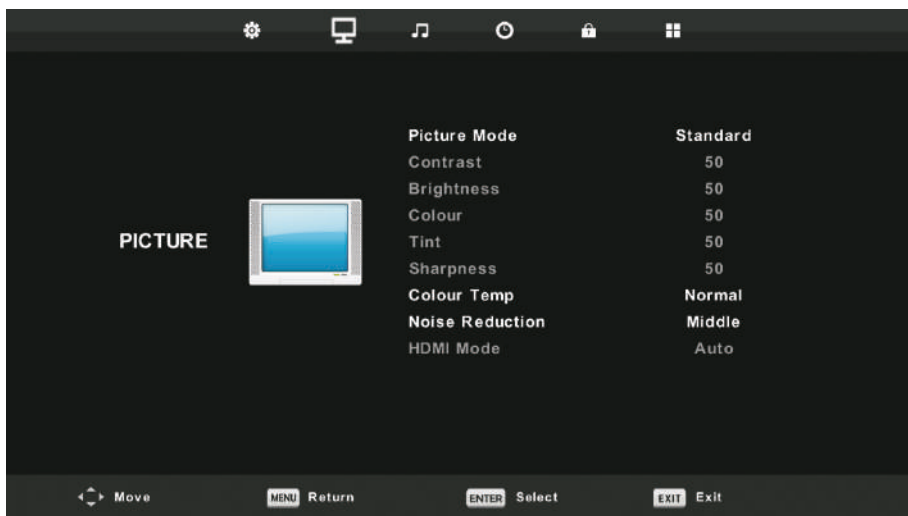 Picture Mode Standard
Contrast 50
Brightness 50
Colour 50
PICTURE
Tint 50
Sharpness 50
Colour Temp Normal
Noise Reduction Middle
HDMI Mode Auto
Move MENU Return ENTER Select EXIT Exit